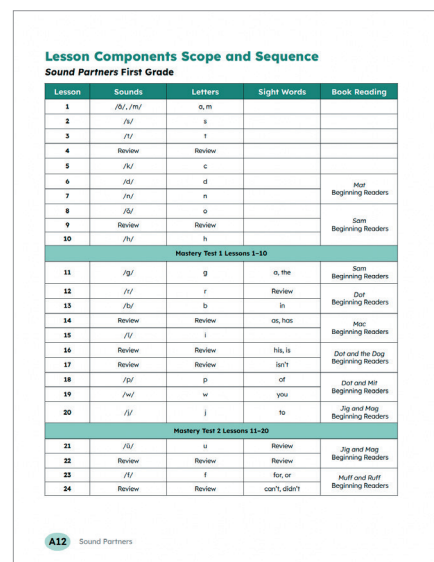 Lesson Components Scope and Sequence
Sound Partners First Grade
Lesson Sounds Letters Sight Words Book Reading
1 /ă/, /m/ a, m
2 /s/ s
3 /t/ t
4 Review Review
5 /k/ c
6 /d/ d
Mat
Beginning Readers
7 /n/ n
8 /ŏ/ o
9 Review Review
Sam
Beginning Readers
10 /h/ h
Mastery Test 1 Lessons 1–10
11 /g/ g a, the
Sam
Beginning Readers
12 /r/ r Review
Dot
Beginning Readers
13 /b/ b in
14 Review Review as, has
Mac
Beginning Readers
15 /ĭ/ i
16 Review Review his, is
Dot and the Dog
Beginning Readers
17 Review Review isn't
18 /p/ p of
Dot and Mit
Beginning Readers
19 /w/ w you
20 /j/ j to
Jig and Mag
Beginning Readers
Mastery Test 2 Lessons 11–20
21 /ŭ/ u Review
Jig and Mag
Beginning Readers
22 Review Review Review
23 /f/ f for, or
Muff and Ruff
Beginning Readers
24 Review Review can't, didn't
A12 Sound Partners